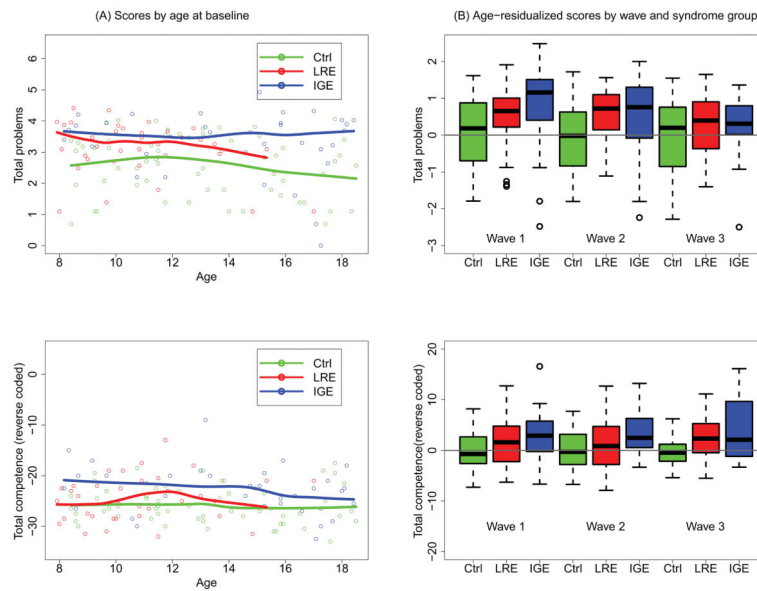 (A) Scores by age at baseline
Total problems
6
5
4
3
2
1
0
Ctrl
LRE
IGE
8 10 12 14 16 18
Age
(B) Age−residualized scores by wave and syndrome group
Total problems
2
1
0
-1
-2
-3
Wave 1 Wave 2 Wave 3
Ctrl LRE IGE Ctrl LRE IGE Ctrl LRE IGE
Total competence (reverse coded)
0
-10
-20
-30
Ctrl
LRE
IGE
8 10 12 14 16 18
Age
Total competence(reverse coded)
20
10
0
-10
-20
Wave 1 Wave 2 Wave 3
Ctrl LRE IGE Ctrl LRE IGE Ctrl LRE IGE